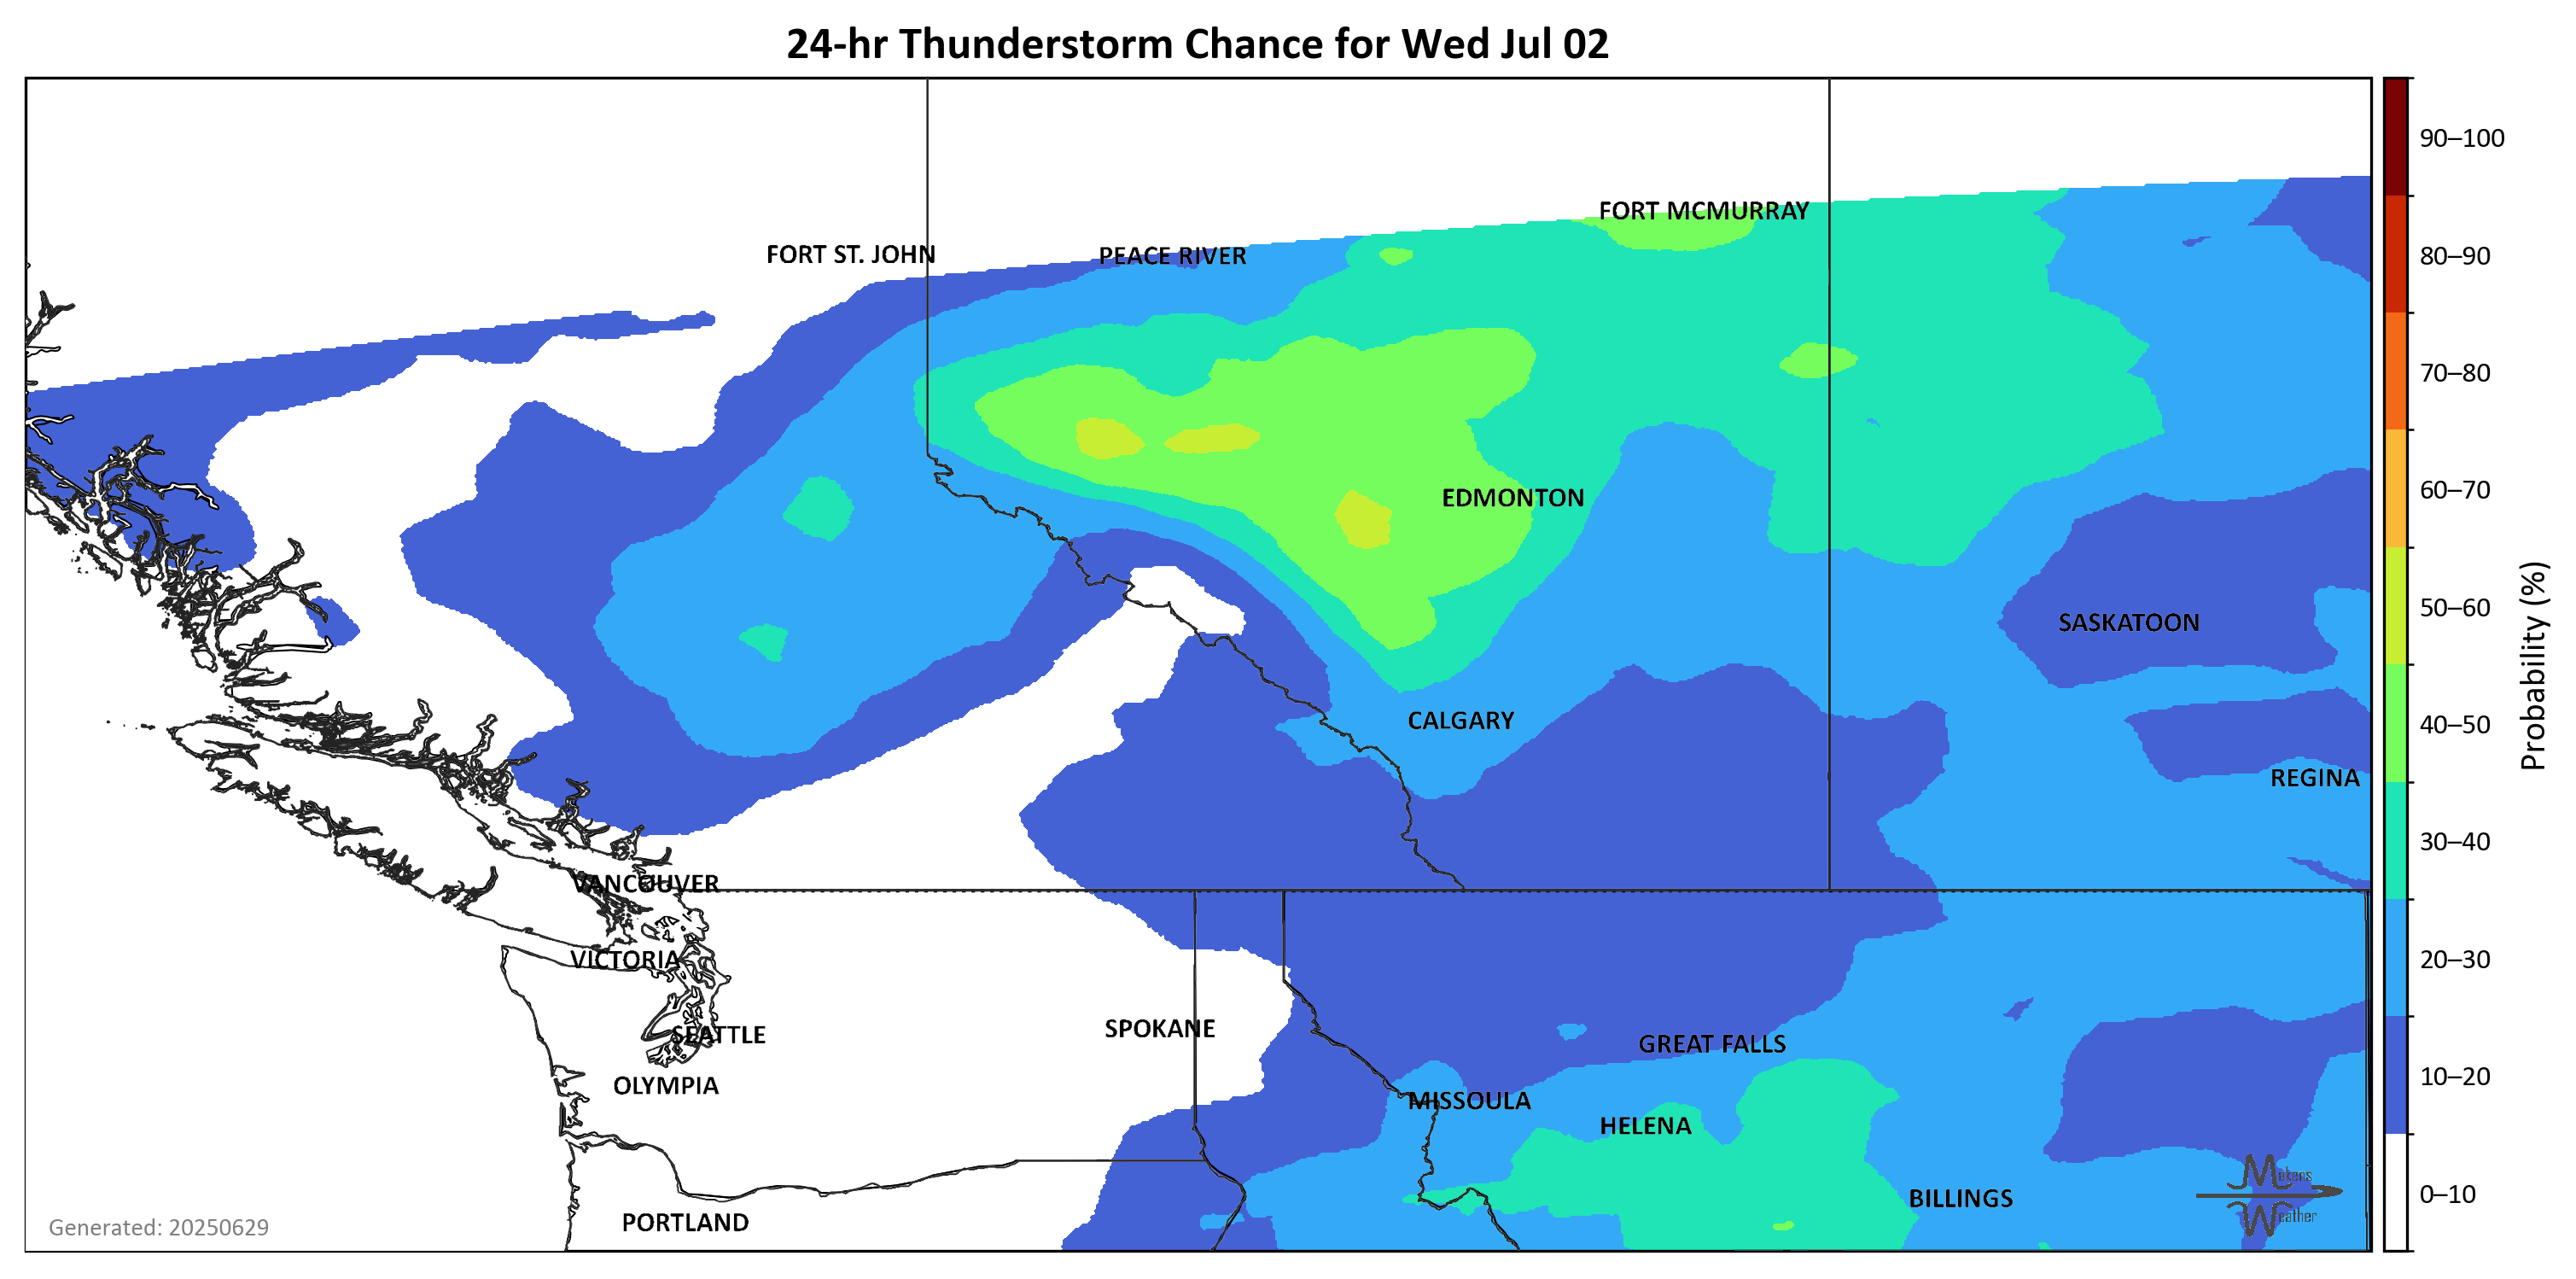 24-hr Thunderstorm Chance for Wed Jul 02
90–100
FORT MCMURRAY
FORT ST. JOHN
PEACE RIVER
80–90
70–80
60–70
EDMONTON
50–60
SASKATOON
CALGARY
40–50
Probability (%)
REGINA
30–40
VANCOUVER
VICTORIA
20–30
SPOKANE
SEATTLE
GREAT FALLS
10–20
OLYMPIA
MISSOULA
HELENA
Mekens
0–10
BILLINGS
Weather
PORTLAND
Generated: 20250629